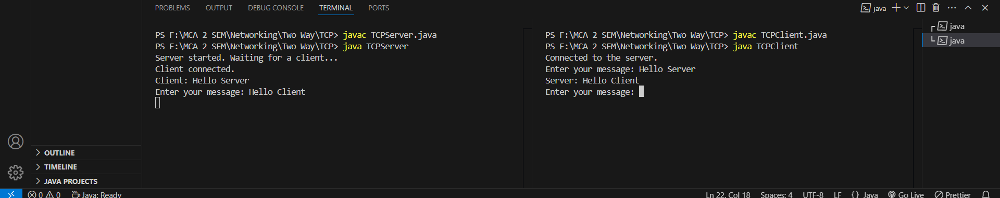 PROBLEMS OUTPUT DEBUG CONSOLE TERMINAL PORTS
java
PS F:\MCA 2 SEM\Networking\Two Way\TCP> javac TCPServer.java
PS F:\MCA 2 SEM\Networking\Two Way\TCP> java TCPServer
Server started. Waiting for a client...
Client connected.
Client: Hello Server
Enter your message: Hello Client
PS F:\MCA 2 SEM\Networking\Two Way\TCP> javac TCPClient.java
PS F:\MCA 2 SEM\Networking\Two Way\TCP> java TCPClient
Connected to the server.
Enter your message: Hello Server
Server: Hello Client
Enter your message:
java
java
OUTLINE
TIMELINE
JAVA PROJECTS
0 0 Java: Ready Ln 22, Col 18 Spaces: 4 UTF-8 LF {} Java Go Live Prettier